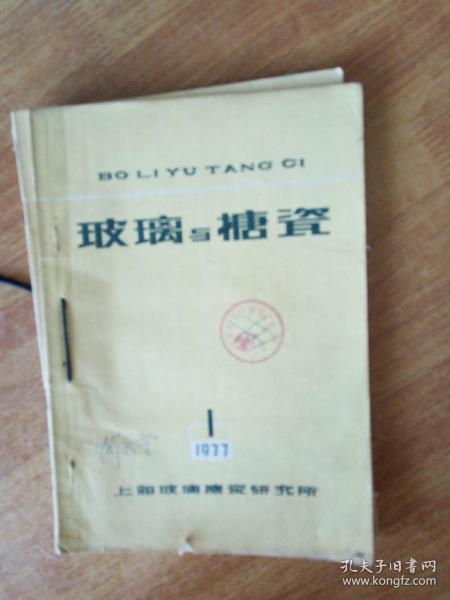 BO LI YU TANG CI
玻璃与搪瓷
1
1977
上海玻璃搪瓷研究所
孔夫子旧书网
www.kongfz.com